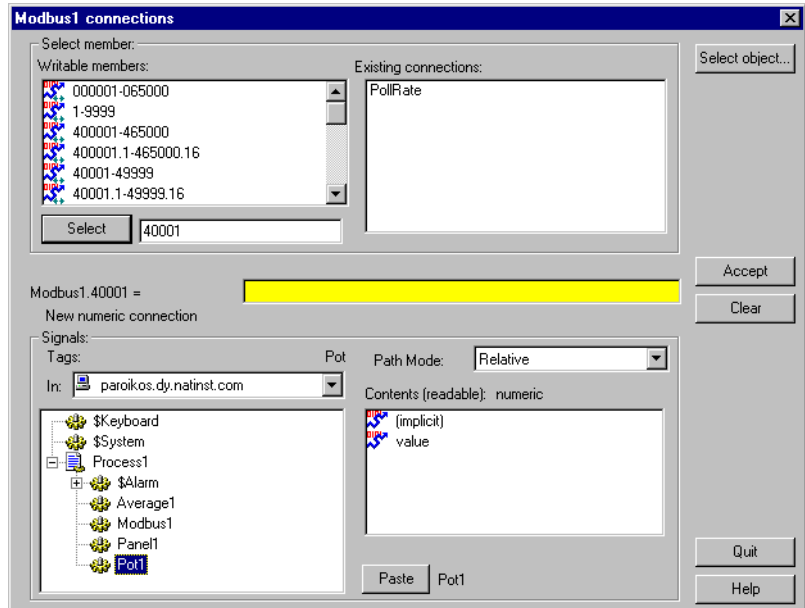 Modbus1 connections
Select member:
Writable members:
000001-065000
1-9999
400001-465000
400001.1-465000.16
40001-49999
40001.1-49999.16
Select
40001
Existing connections:
PollRate
Select object...
Accept
Clear
Modbus1.40001 =
New numeric connection
Signals:
Tags:
Pot
In:
paroikos.dy.natinst.com
$Keyboard
$System
Process1
$Alarm
Average1
Modbus1
Panel1
Pot1
Path Mode:
Relative
Contents (readable): numeric
(implicit)
value
Paste
Pot1
Quit
Help